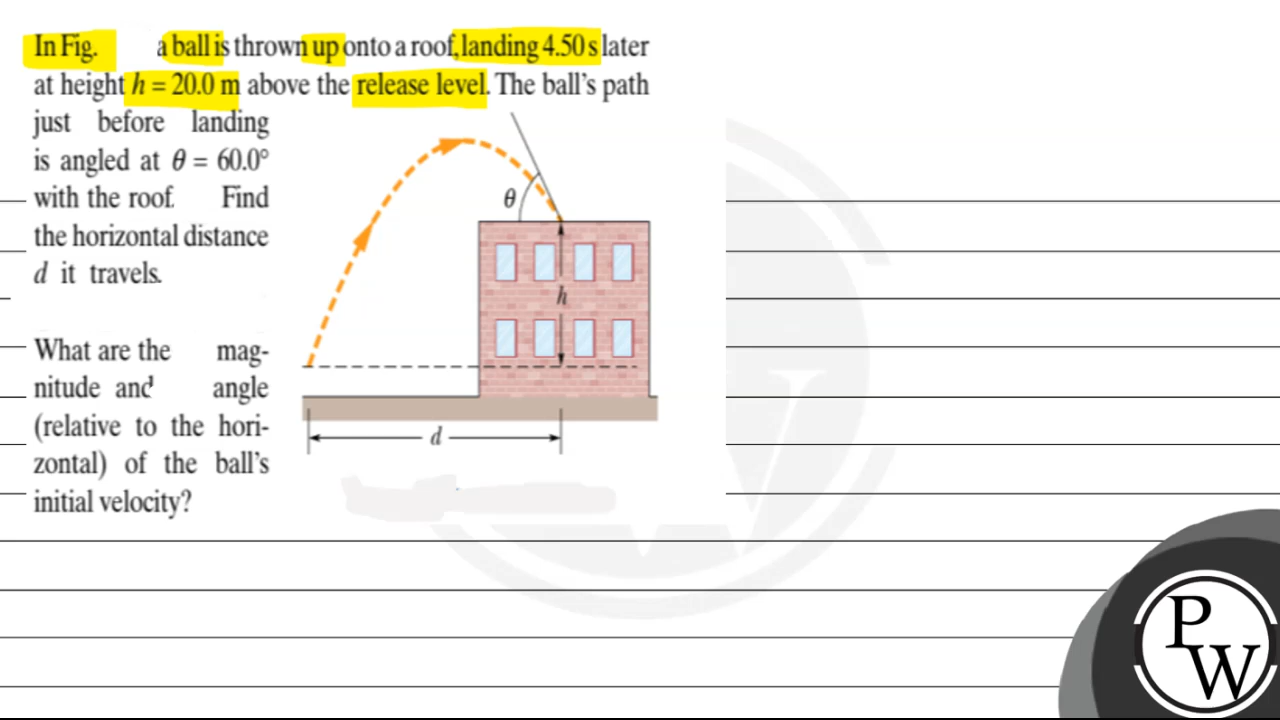 In Fig. a ball is thrown up onto a roof, landing 4.50 s later
at height h = 20.0 m above the release level. The ball's path
just before landing
is angled at θ = 60.0°
with the roof. Find
the horizontal distance
d it travels.
What are the mag-
nitude and angle
(relative to the hori-
zontal) of the ball's
initial velocity?
θ
h
d
P
W